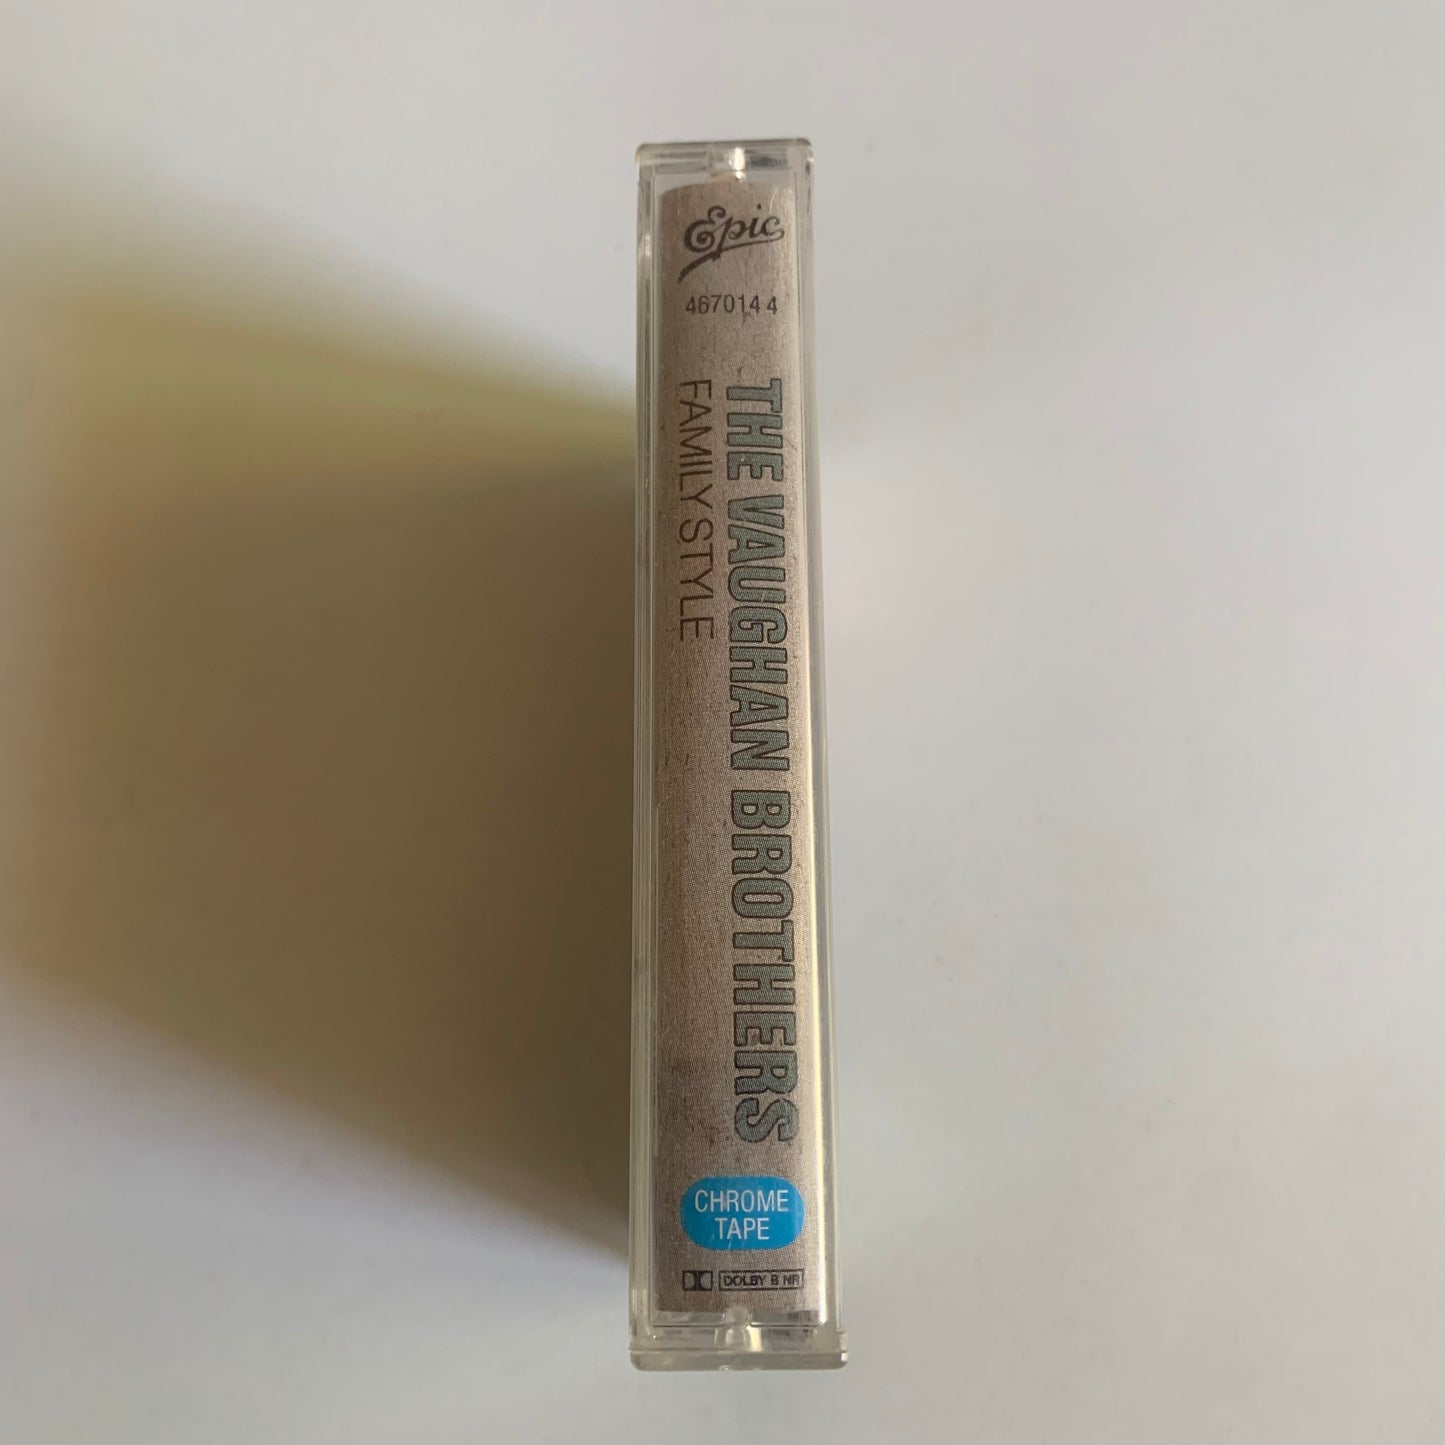 Epic
467014 4
THE VAUGHAN BROTHERS
FAMILY STYLE
CHROME
TAPE
DOLBY B NR